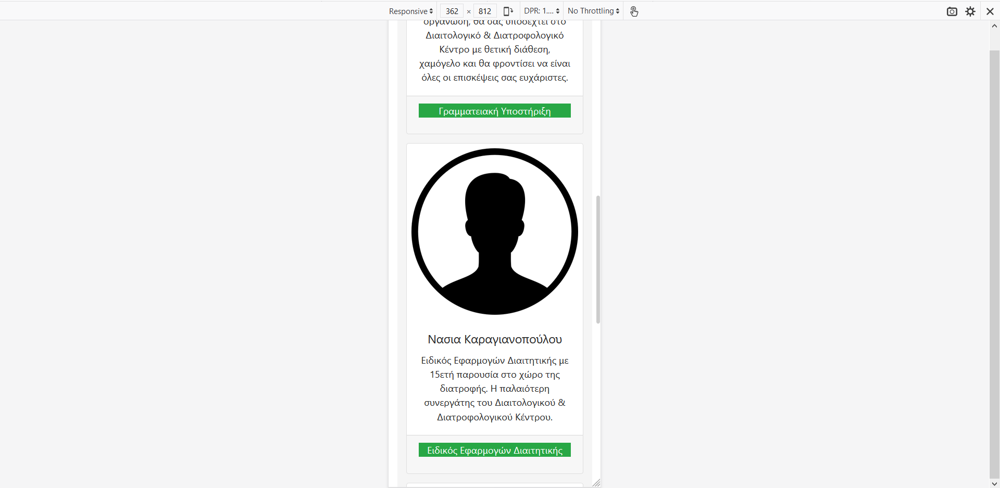 Responsive 362 × 812 DPR: 1.... No Throttling
οργάνωση, θα σας υποδεχτεί στο
Διαιτολογικό & Διατροφολογικό
Κέντρο με θετική διάθεση,
χαμόγελο και θα φροντίσει να είναι
όλες οι επισκέψεις σας ευχάριστες.
Γραμματειακή Υποστήριξη
Νασια Καραγιανοπούλου
Ειδικός Εφαρμογών Διαιτητικής με
15ετή παρουσία στο χώρο της
διατροφής. Η παλαιότερη
συνεργάτης του Διαιτολογικού &
Διατροφολογικού Κέντρου.
Ειδικός Εφαρμογών Διαιτητικής